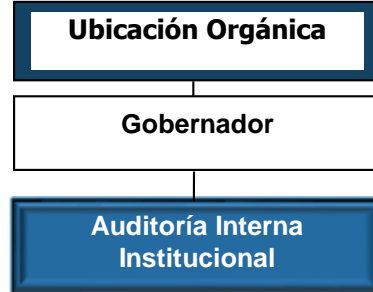 Ubicación Orgánica
Gobernador
Auditoría Interna
Institucional